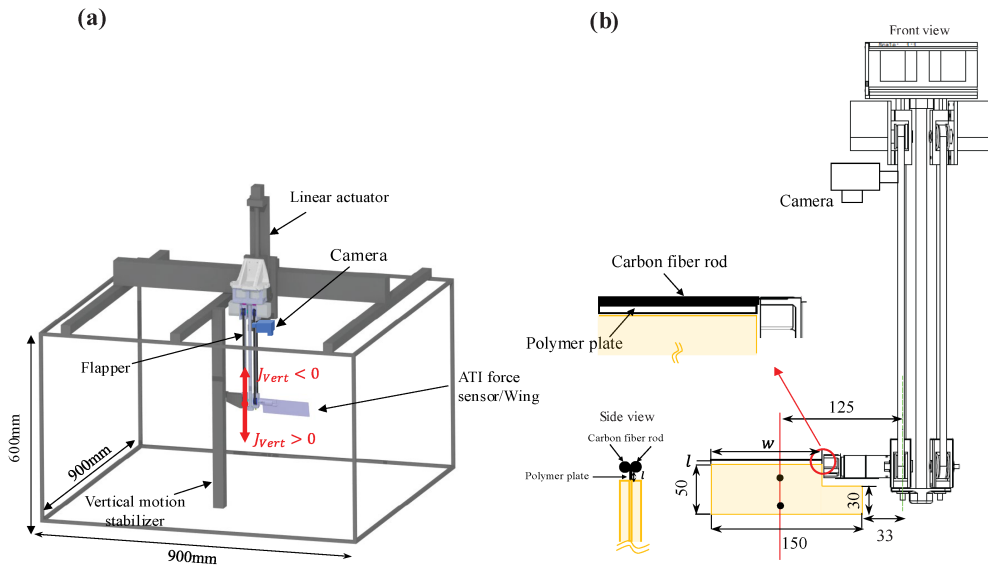 (a)
Linear actuator
Camera
Flapper
J_Vert < 0
ATI force
sensor/Wing
J_Vert > 0
600mm
900mm
Vertical motion
stabilizer
900mm
(b)
Front view
Camera
Carbon fiber rod
Polymer plate
125
Side view
Carbon fiber rod
Polymer plate
l
w
l
50
30
33
150